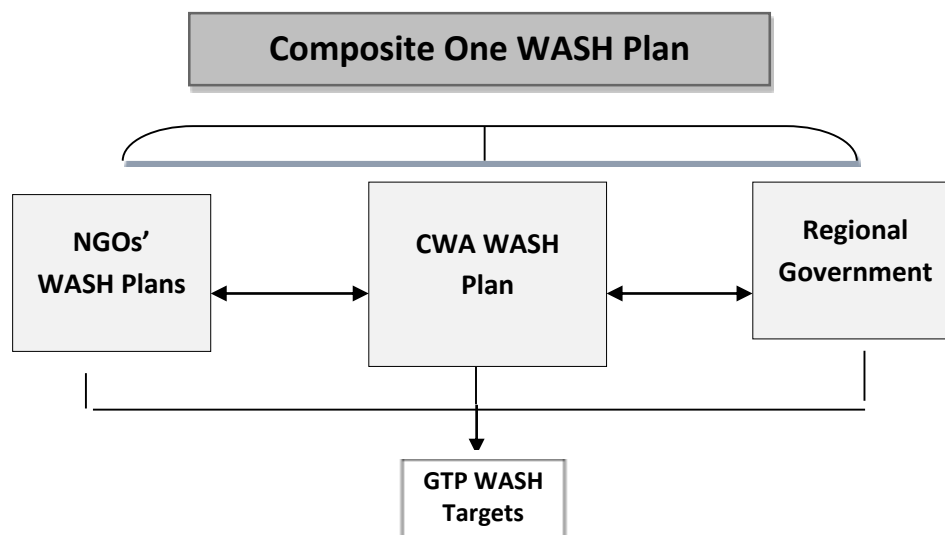 Composite One WASH Plan
NGOs’
WASH Plans
CWA WASH
Plan
Regional
Government
GTP WASH
Targets